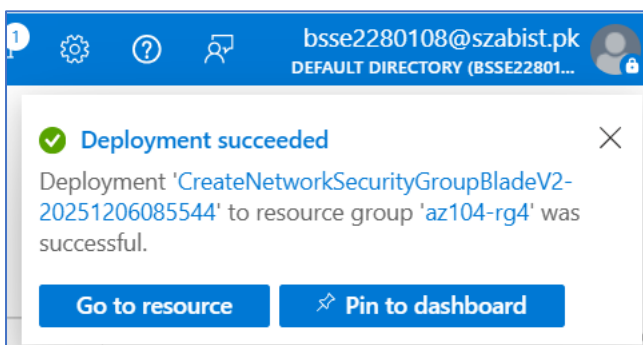 1
bsse2280108@szabist.pk
DEFAULT DIRECTORY (BSSE22801...
Deployment succeeded
Deployment 'CreateNetworkSecurityGroupBladeV2-
20251206085544' to resource group 'az104-rg4' was
successful.
Go to resource
Pin to dashboard